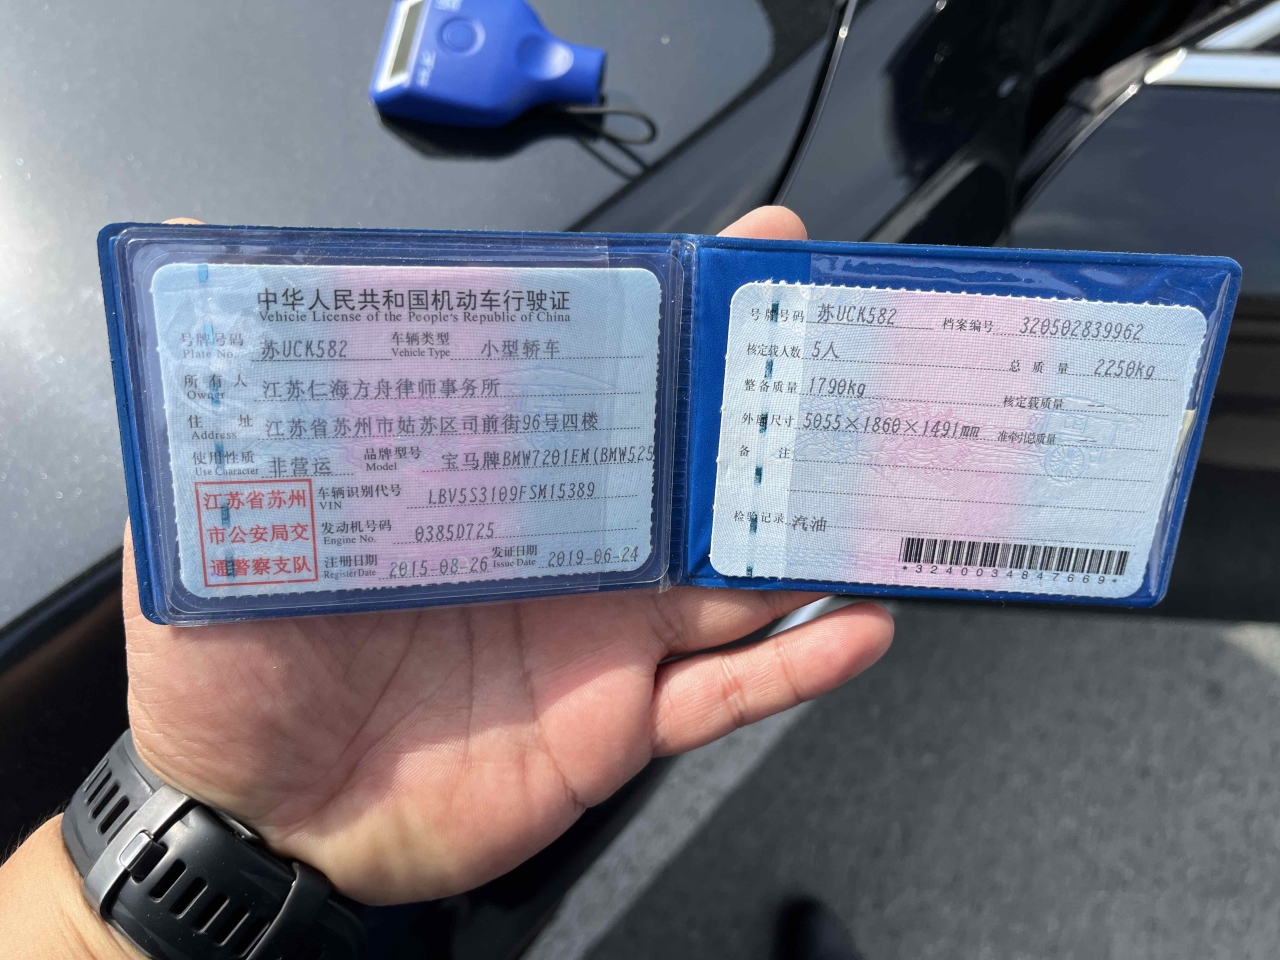 中华人民共和国机动车行驶证
Vehicle License of the People's Republic of China
号牌号码 苏UCK582 车辆类型 小型轿车
Plate No. Vehicle Type
所有人 江苏仁海方舟律师事务所
Owner
住址 江苏省苏州市姑苏区司前街96号四楼
Address
使用性质 非营运 品牌型号 宝马牌BMW7201EM(BMW525
Use Character Model
江苏省苏州
市公安局交
通警察支队
车辆识别代号 LBV5S3109FSM15389
VIN
发动机号码 0385D725
Engine No.
注册日期 2015-08-26 发证日期 2019-06-24
Register Date Issue Date
号牌号码 苏UCK582 档案编号 320502839962
核定载人数 5人 总质量 2250kg
整备质量 1790kg 核定载质量 --
外廓尺寸 5055×1860×1491mm 准牵引总质量 --
备注
检验记录 汽油
*3240034847669*